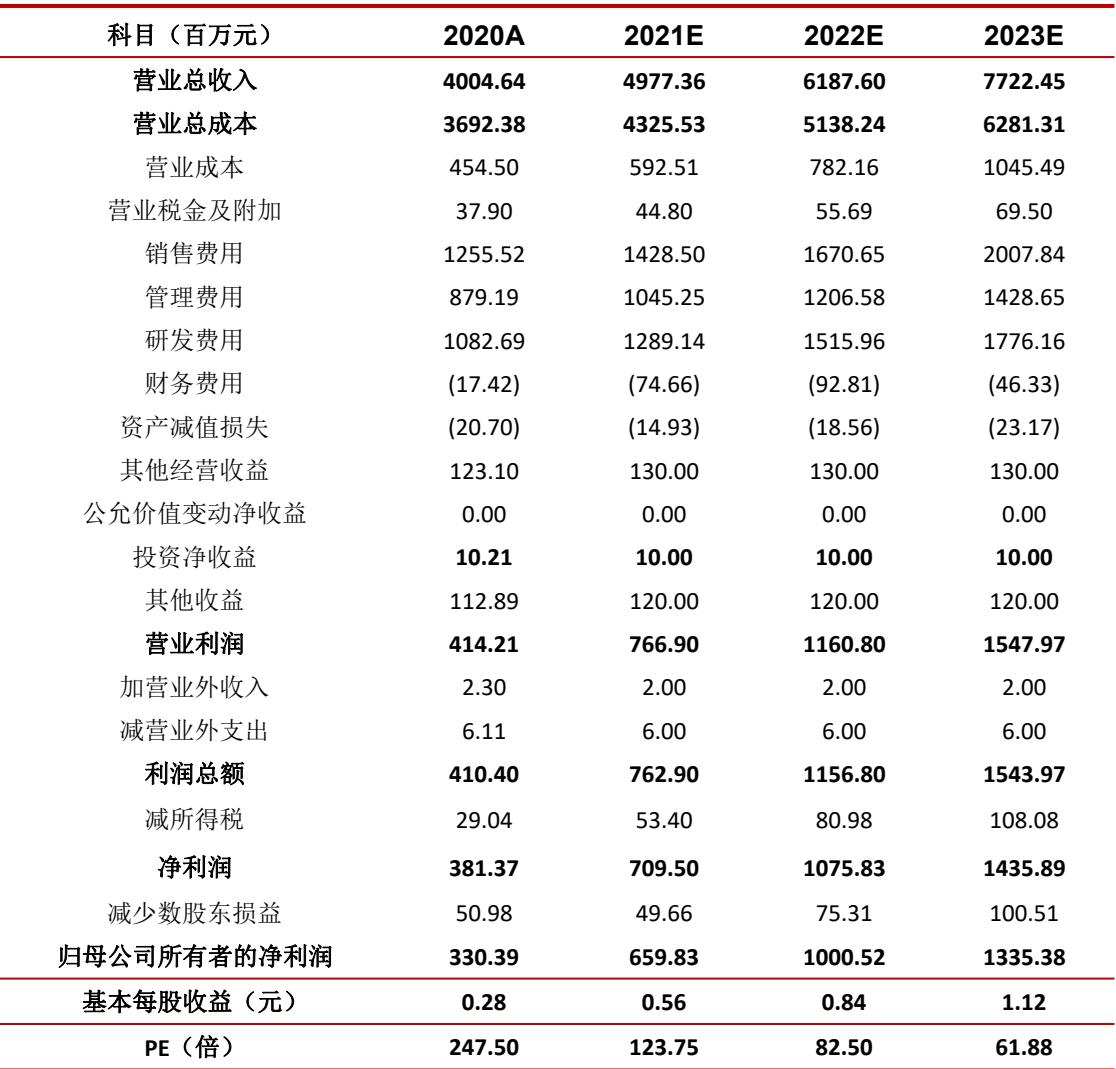 科目（百万元） 2020A 2021E 2022E 2023E
营业总收入 4004.64 4977.36 6187.60 7722.45
营业总成本 3692.38 4325.53 5138.24 6281.31
营业成本 454.50 592.51 782.16 1045.49
营业税金及附加 37.90 44.80 55.69 69.50
销售费用 1255.52 1428.50 1670.65 2007.84
管理费用 879.19 1045.25 1206.58 1428.65
研发费用 1082.69 1289.14 1515.96 1776.16
财务费用 (17.42) (74.66) (92.81) (46.33)
资产减值损失 (20.70) (14.93) (18.56) (23.17)
其他经营收益 123.10 130.00 130.00 130.00
公允价值变动净收益 0.00 0.00 0.00 0.00
投资净收益 10.21 10.00 10.00 10.00
其他收益 112.89 120.00 120.00 120.00
营业利润 414.21 766.90 1160.80 1547.97
加营业外收入 2.30 2.00 2.00 2.00
减营业外支出 6.11 6.00 6.00 6.00
利润总额 410.40 762.90 1156.80 1543.97
减所得税 29.04 53.40 80.98 108.08
净利润 381.37 709.50 1075.83 1435.89
减少数股东损益 50.98 49.66 75.31 100.51
归母公司所有者的净利润 330.39 659.83 1000.52 1335.38
基本每股收益（元） 0.28 0.56 0.84 1.12
PE（倍） 247.50 123.75 82.50 61.88